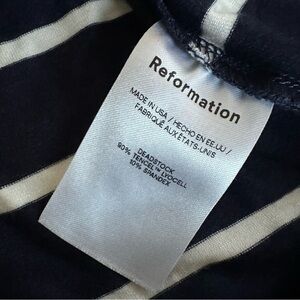 Reformation
MADE IN USA / HECHO EN EE.UU /
FABRIQUÉ AUX ÉTATS-UNIS
DEADSTOCK
90% TENCEL™ LYOCELL
10% SPANDEX